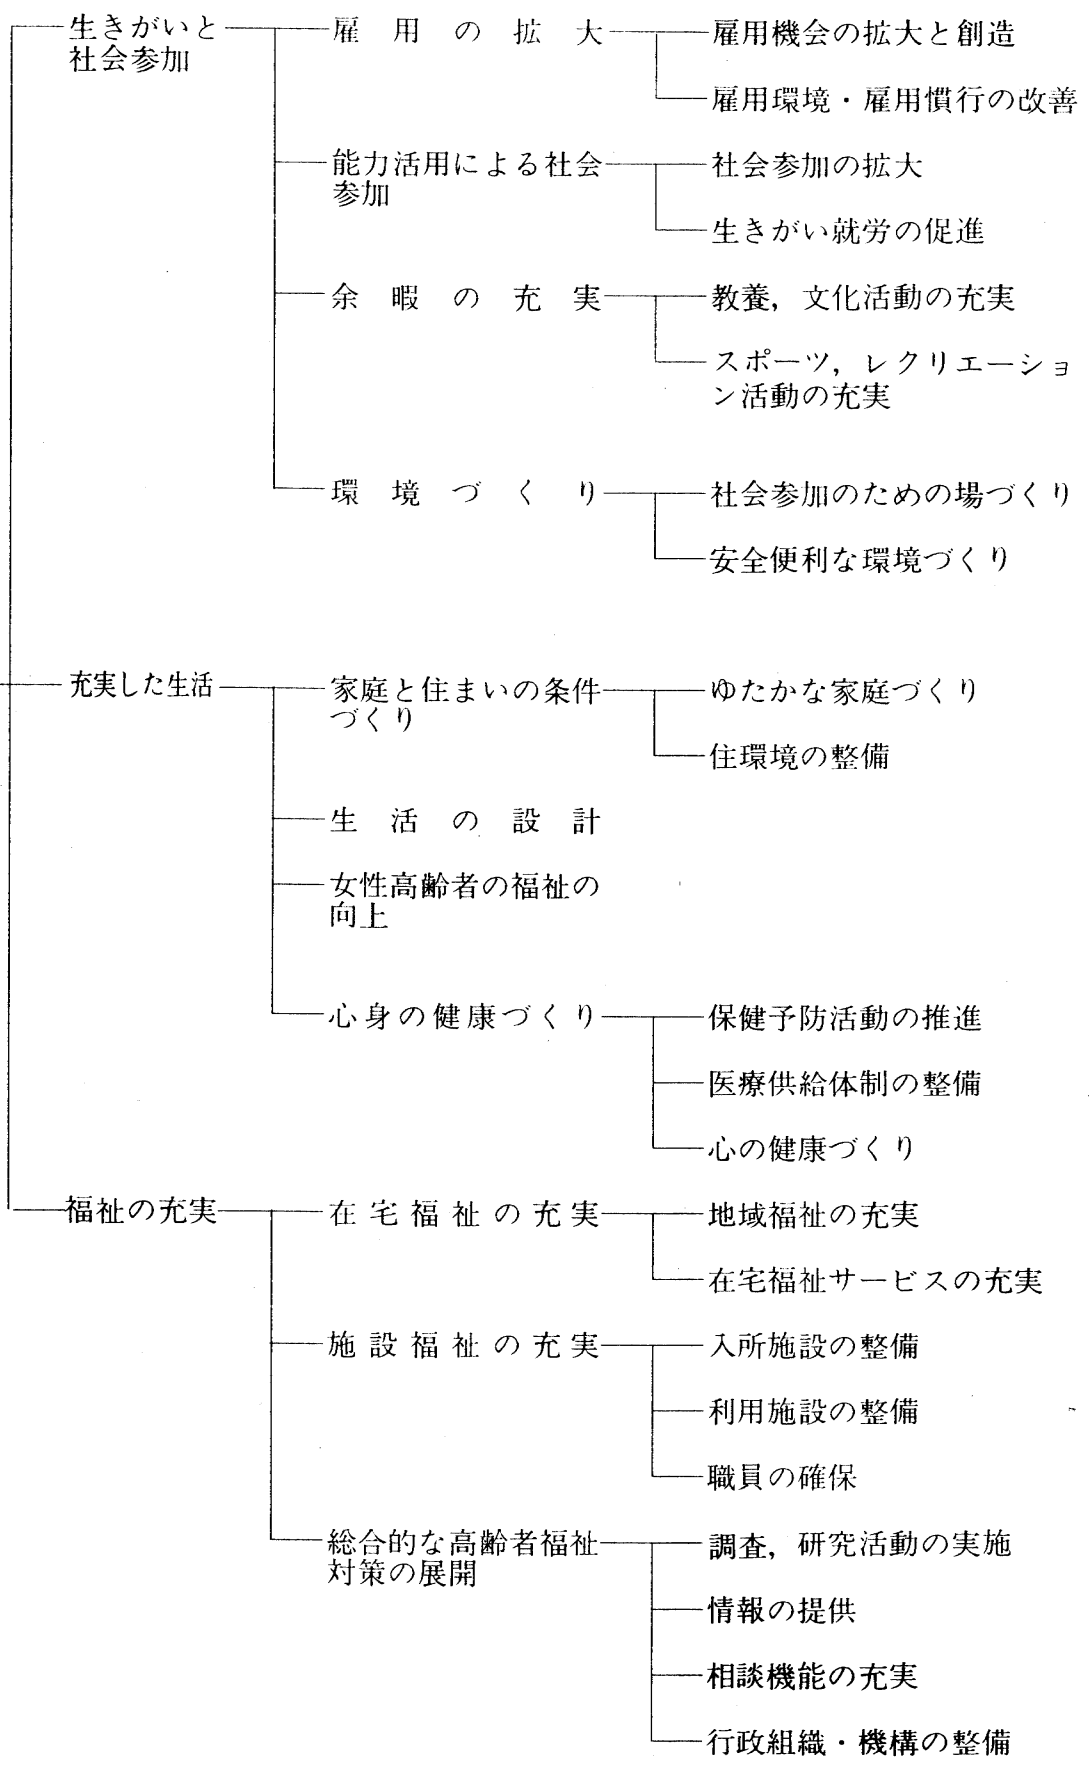 生きがいと
社会参加
雇用の拡大
雇用機会の拡大と創造
雇用環境・雇用慣行の改善
能力活用による社会
参加
社会参加の拡大
生きがい就労の促進
余暇の充実
教養，文化活動の充実
スポーツ，レクリエーショ
ン活動の充実
環境づくり
社会参加のための場づくり
安全便利な環境づくり
充実した生活
家庭と住まいの条件
づくり
ゆたかな家庭づくり
住環境の整備
生活の設計
女性高齢者の福祉の
向上
心身の健康づくり
保健予防活動の推進
医療供給体制の整備
心の健康づくり
福祉の充実
在宅福祉の充実
地域福祉の充実
在宅福祉サービスの充実
施設福祉の充実
入所施設の整備
利用施設の整備
職員の確保
総合的な高齢者福祉
対策の展開
調査，研究活動の実施
情報の提供
相談機能の充実
行政組織・機構の整備